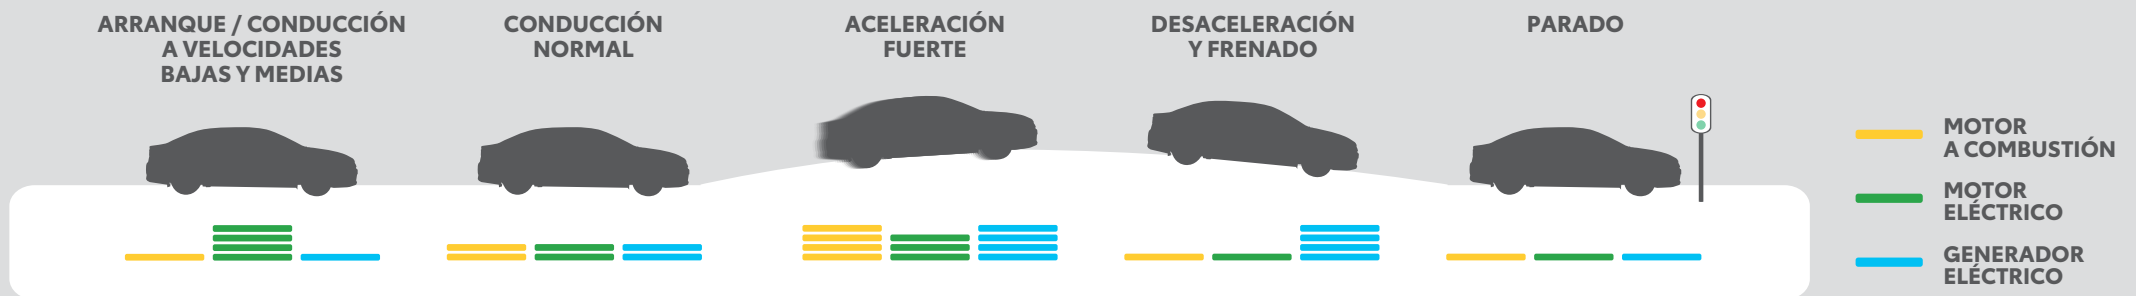 ARRANQUE / CONDUCCIÓN
A VELOCIDADES
BAJAS Y MEDIAS
CONDUCCIÓN
NORMAL
ACELERACIÓN
FUERTE
DESACELERACIÓN
Y FRENADO
PARADO
MOTOR
A COMBUSTIÓN
MOTOR
ELÉCTRICO
GENERADOR
ELÉCTRICO